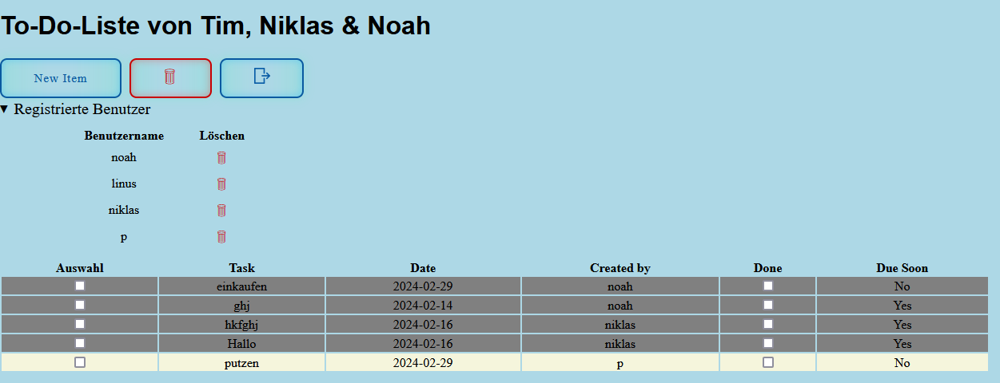 To-Do-Liste von Tim, Niklas & Noah
New Item
▼ Registrierte Benutzer
Benutzername Löschen
noah
linus
niklas
p
Auswahl Task Date Created by Done Due Soon
einkaufen 2024-02-29 noah No
ghj 2024-02-14 noah Yes
hkfghj 2024-02-16 niklas Yes
Hallo 2024-02-16 niklas Yes
putzen 2024-02-29 p No